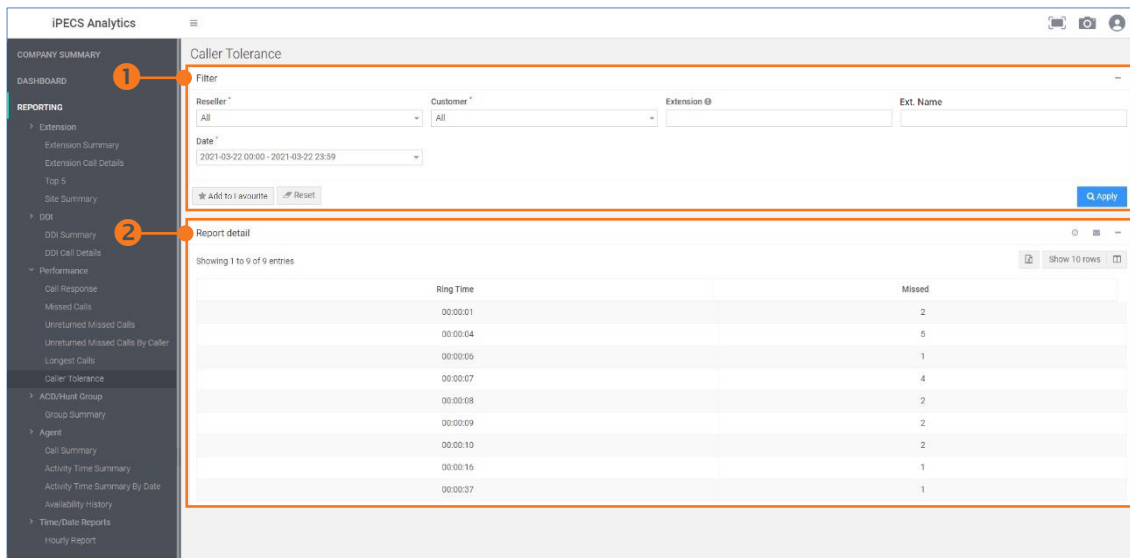 iPECS Analytics
COMPANY SUMMARY
DASHBOARD
REPORTING
> Extension
Extension Summary
Extension Call Details
Top 5
Site Summary
> DDI
DDI Summary
DDI Call Details
Performance
Call Response
Missed Calls
Unreturned Missed Calls
Unreturned Missed Calls By Caller
Longest Calls
Caller Tolerance
> ACD/Hunt Group
Group Summary
> Agent
Call Summary
Activity Time Summary
Activity Time Summary By Date
Availability History
> Time/Date Reports
Hourly Report
Caller Tolerance
1
Filter
Reseller * Customer * Extension Ext. Name
All All
Date *
2021-03-22 00:00 - 2021-03-22 23:59
Add to Favourite Reset Apply
2
Report detail
Showing 1 to 9 of 9 entries Show 10 rows
Ring Time Missed
00:00:01 2
00:00:04 5
00:00:06 1
00:00:07 4
00:00:08 2
00:00:09 2
00:00:10 2
00:00:16 1
00:00:37 1